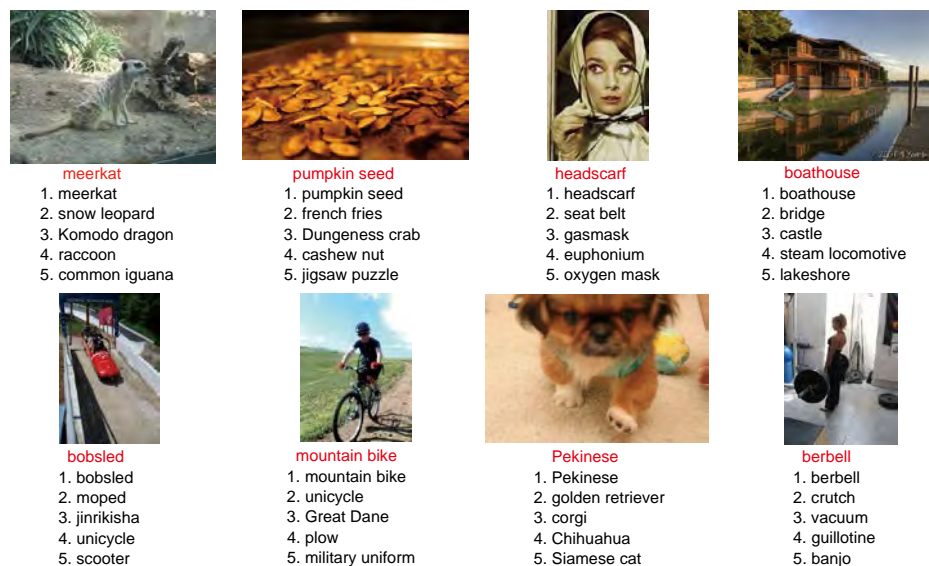 meerkat
1. meerkat
2. snow leopard
3. Komodo dragon
4. raccoon
5. common iguana
pumpkin seed
1. pumpkin seed
2. french fries
3. Dungeness crab
4. cashew nut
5. jigsaw puzzle
headscarf
1. headscarf
2. seat belt
3. gasmask
4. euphonium
5. oxygen mask
boathouse
1. boathouse
2. bridge
3. castle
4. steam locomotive
5. lakeshore
bobsled
1. bobsled
2. moped
3. jinrikisha
4. unicycle
5. scooter
mountain bike
1. mountain bike
2. unicycle
3. Great Dane
4. plow
5. military uniform
Pekinese
1. Pekinese
2. golden retriever
3. corgi
4. Chihuahua
5. Siamese cat
berbell
1. berbell
2. crutch
3. vacuum
4. guillotine
5. banjo